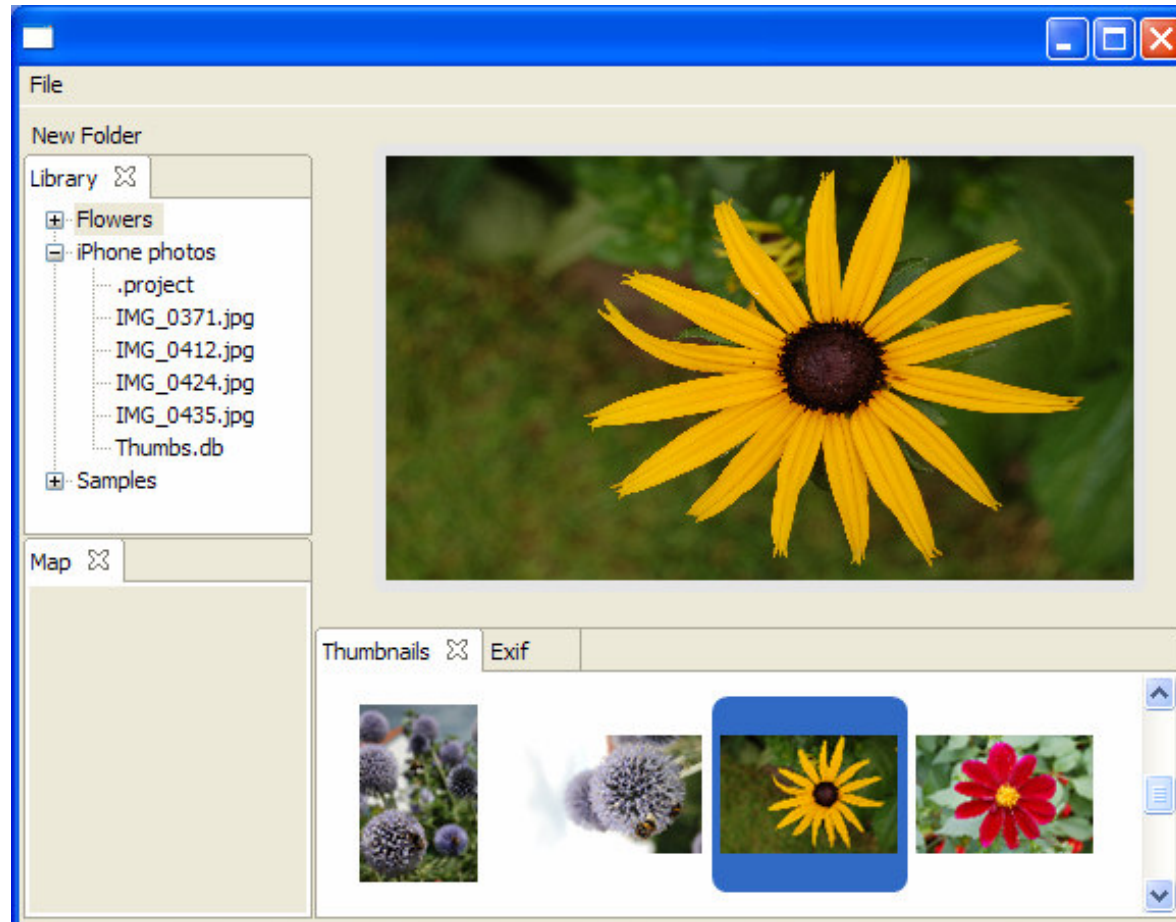 File
New Folder
Library
Flowers
iPhone photos
.project
IMG_0371.jpg
IMG_0412.jpg
IMG_0424.jpg
IMG_0435.jpg
Thumbs.db
Samples
Map
Thumbnails Exif